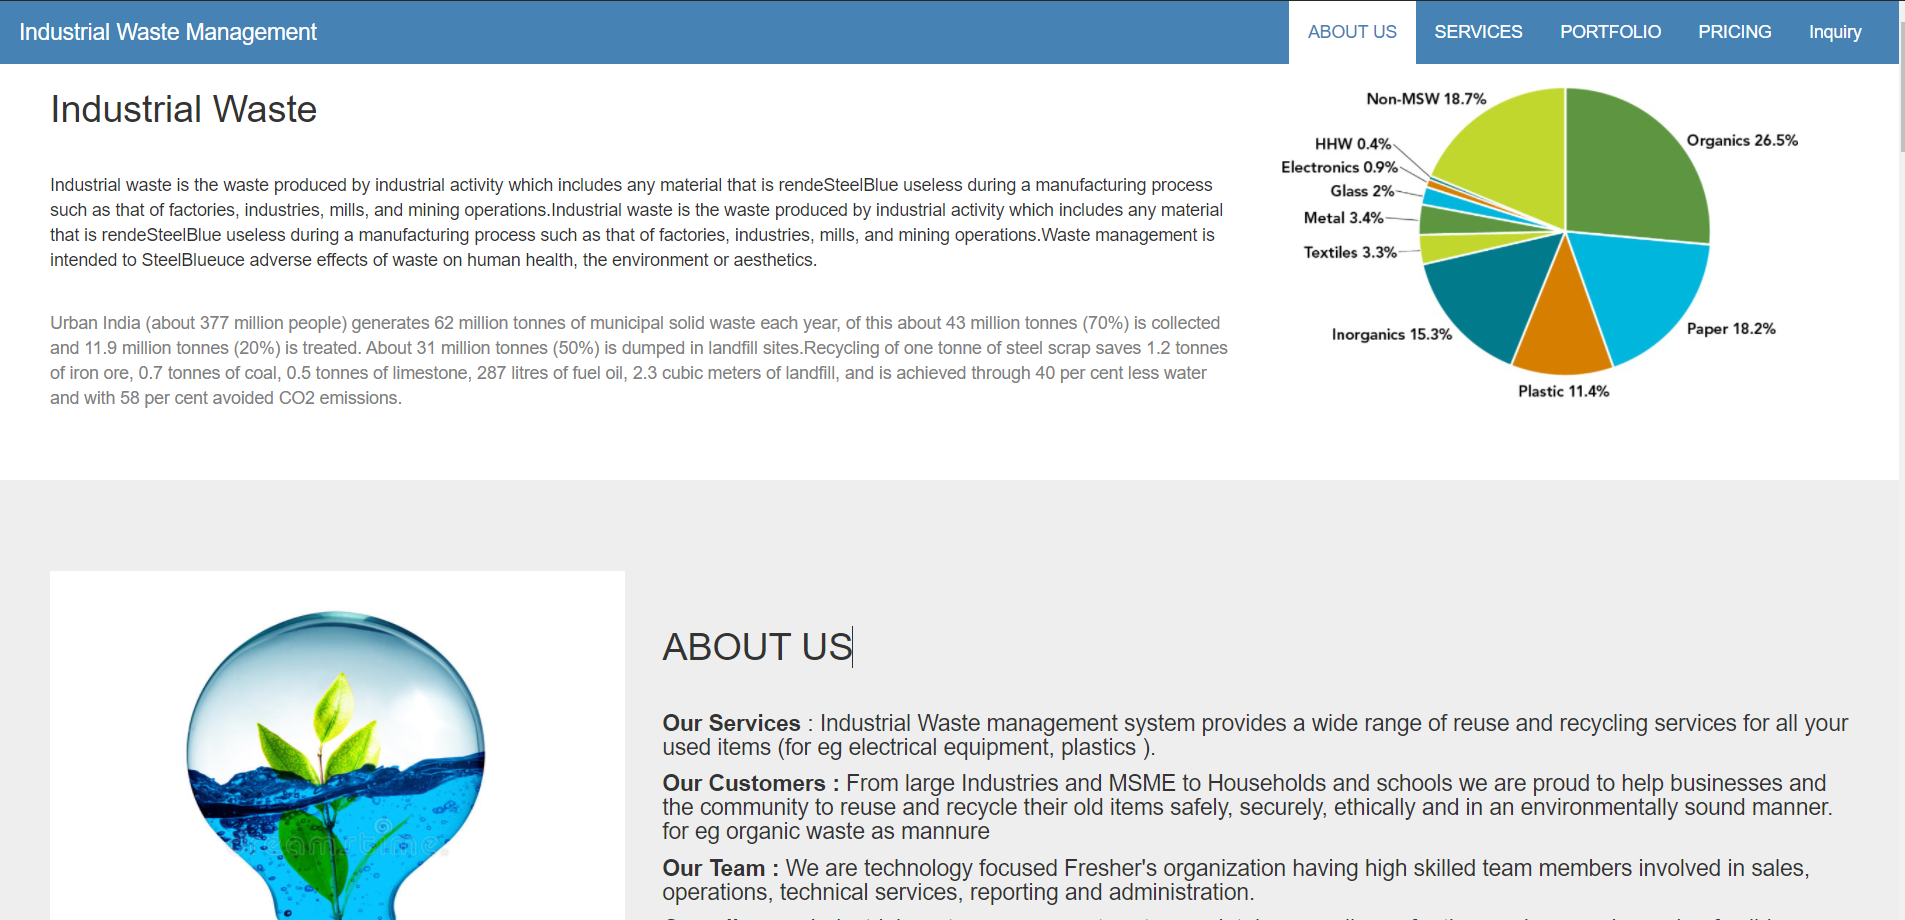 Industrial Waste Management
ABOUT US SERVICES PORTFOLIO PRICING Inquiry
Industrial Waste
Industrial waste is the waste produced by industrial activity which includes any material that is rendeSteelBlue useless during a manufacturing process
such as that of factories, industries, mills, and mining operations.Industrial waste is the waste produced by industrial activity which includes any material
that is rendeSteelBlue useless during a manufacturing process such as that of factories, industries, mills, and mining operations.Waste management is
intended to SteelBlueuce adverse effects of waste on human health, the environment or aesthetics.
Urban India (about 377 million people) generates 62 million tonnes of municipal solid waste each year, of this about 43 million tonnes (70%) is collected
and 11.9 million tonnes (20%) is treated. About 31 million tonnes (50%) is dumped in landfill sites.Recycling of one tonne of steel scrap saves 1.2 tonnes
of iron ore, 0.7 tonnes of coal, 0.5 tonnes of limestone, 287 litres of fuel oil, 2.3 cubic meters of landfill, and is achieved through 40 per cent less water
and with 58 per cent avoided CO2 emissions.
Non-MSW 18.7%
HHW 0.4%
Electronics 0.9%
Glass 2%
Metal 3.4%
Textiles 3.3%
Inorganics 15.3%
Plastic 11.4%
Organics 26.5%
Paper 18.2%
ABOUT US
Our Services : Industrial Waste management system provides a wide range of reuse and recycling services for all your
used items (for eg electrical equipment, plastics ).
Our Customers : From large Industries and MSME to Households and schools we are proud to help businesses and
the community to reuse and recycle their old items safely, securely, ethically and in an environmentally sound manner.
for eg organic waste as mannure
Our Team : We are technology focused Fresher's organization having high skilled team members involved in sales,
operations, technical services, reporting and administration.